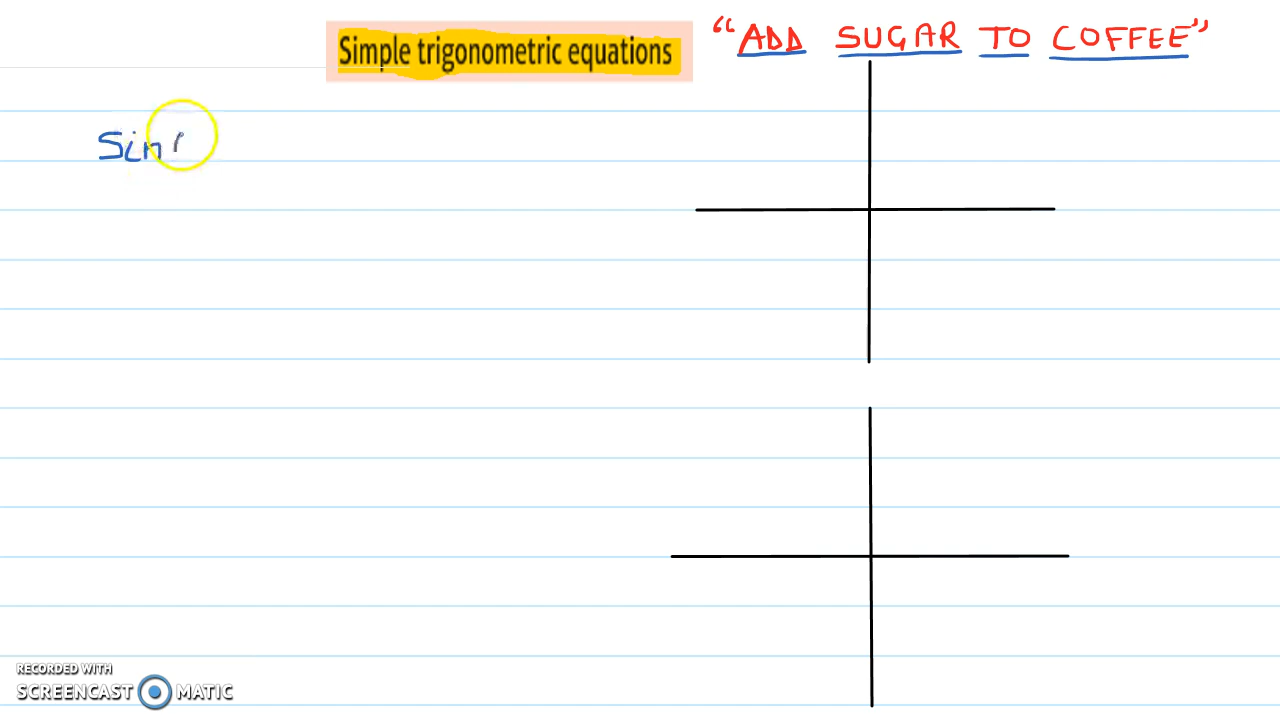 Simple trigonometric equations
“ADD SUGAR TO COFFEE”
Sin
RECORDED WITH
SCREENCAST MATIC